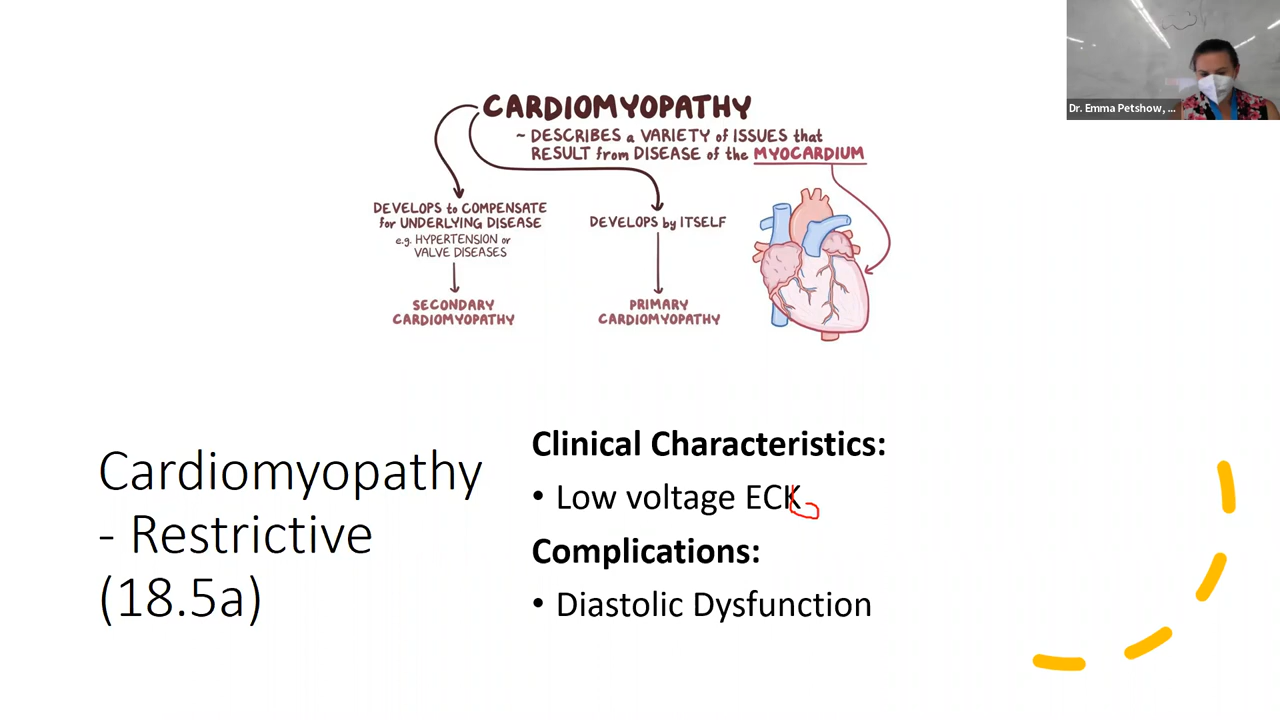 Dr. Emma Petshow, ...
CARDIOMYOPATHY
~ DESCRIBES a VARIETY of ISSUES that
RESULT from DISEASE of the MYOCARDIUM
DEVELOPS to COMPENSATE
for UNDERLYING DISEASE
e.g. HYPERTENSION or
VALVE DISEASES
SECONDARY
CARDIOMYOPATHY
DEVELOPS by ITSELF
PRIMARY
CARDIOMYOPATHY
Cardiomyopathy
- Restrictive
(18.5a)
Clinical Characteristics:
• Low voltage ECK
Complications:
• Diastolic Dysfunction